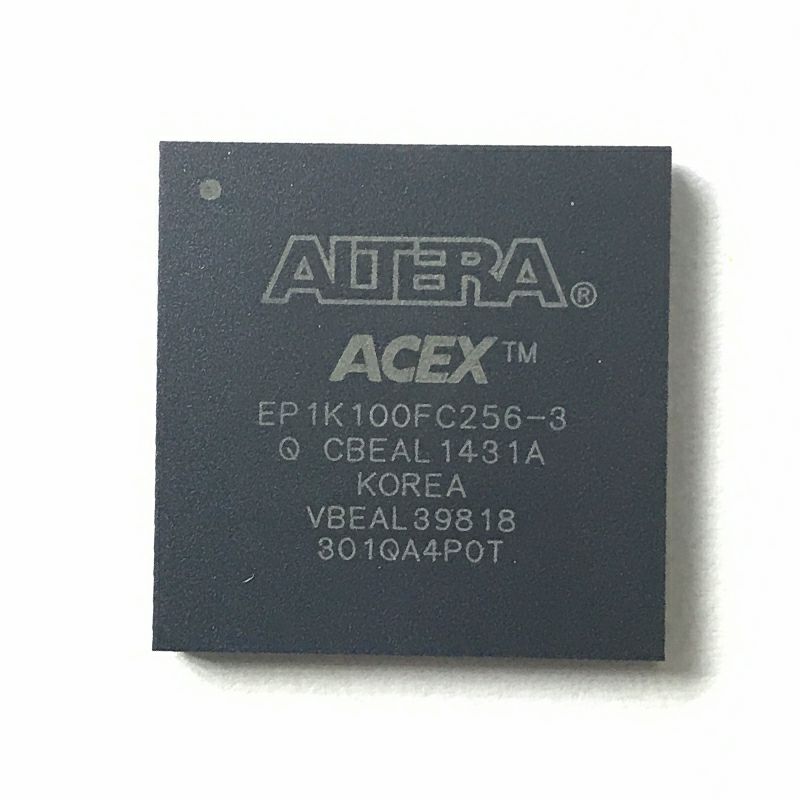 ALTERA®
ACEX™
EP1K100FC256-3
Q CBEAL1431A
KOREA
VBEAL39818
301QA4P0T